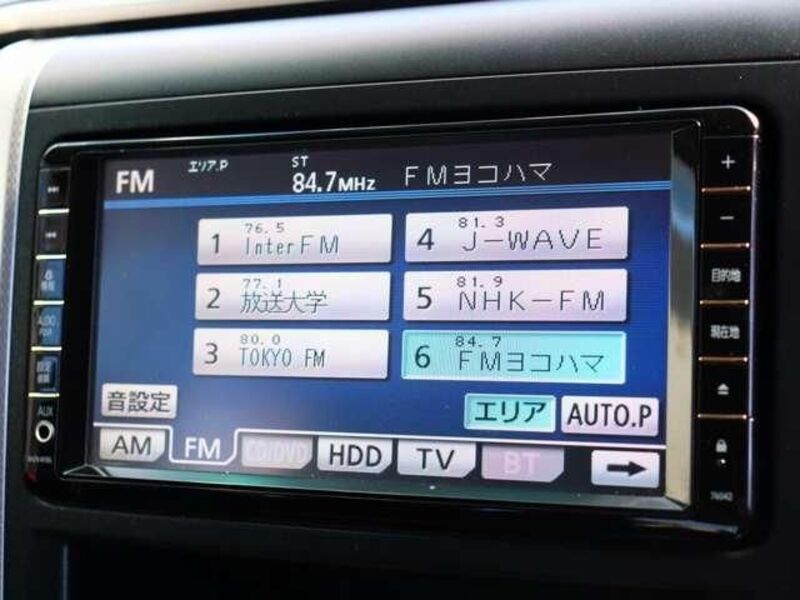 FM エリア.P ST 84.7MHz FMヨコハマ
1 76.5 InterFM
2 77.1 放送大学
3 80.0 TOKYO FM
4 81.3 J-WAVE
5 81.9 NHK-FM
6 84.7 FMヨコハマ
音設定 エリア AUTO.P
AM FM CD/DVD HDD TV BT
AUX
+
-
目的地
現在地